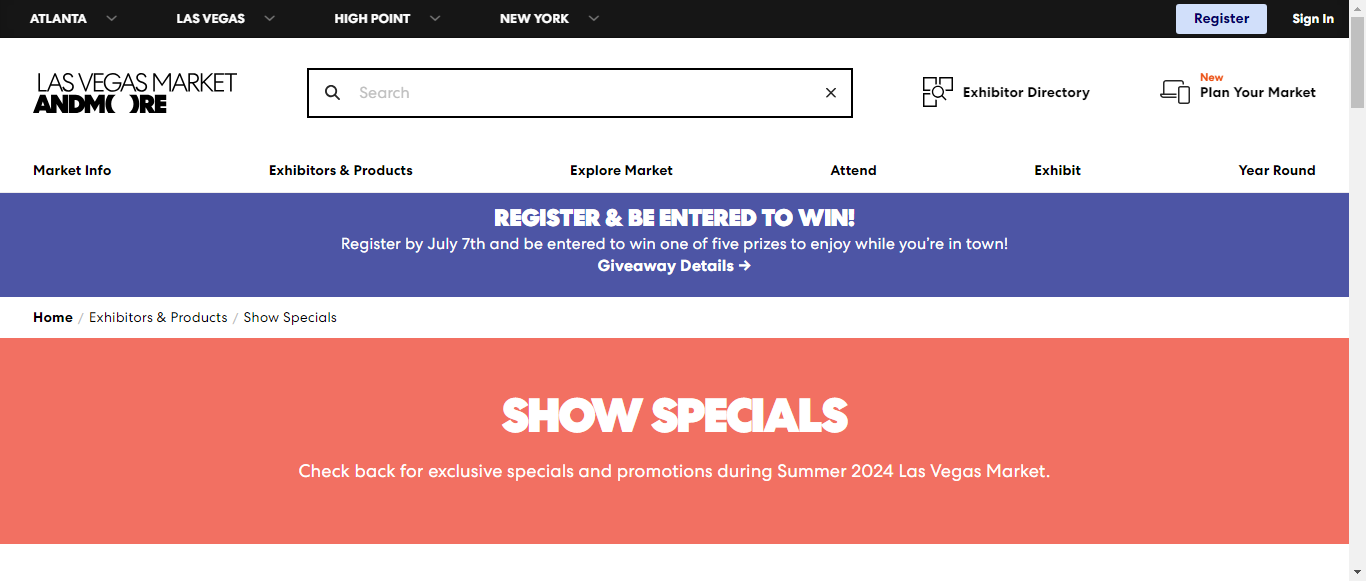 ATLANTA LAS VEGAS HIGH POINT NEW YORK Register Sign In
LAS VEGAS MARKET
ANDMORE
Search
Exhibitor Directory
New
Plan Your Market
Market Info Exhibitors & Products Explore Market Attend Exhibit Year Round
REGISTER & BE ENTERED TO WIN!
Register by July 7th and be entered to win one of five prizes to enjoy while you're in town!
Giveaway Details →
Home / Exhibitors & Products / Show Specials
SHOW SPECIALS
Check back for exclusive specials and promotions during Summer 2024 Las Vegas Market.